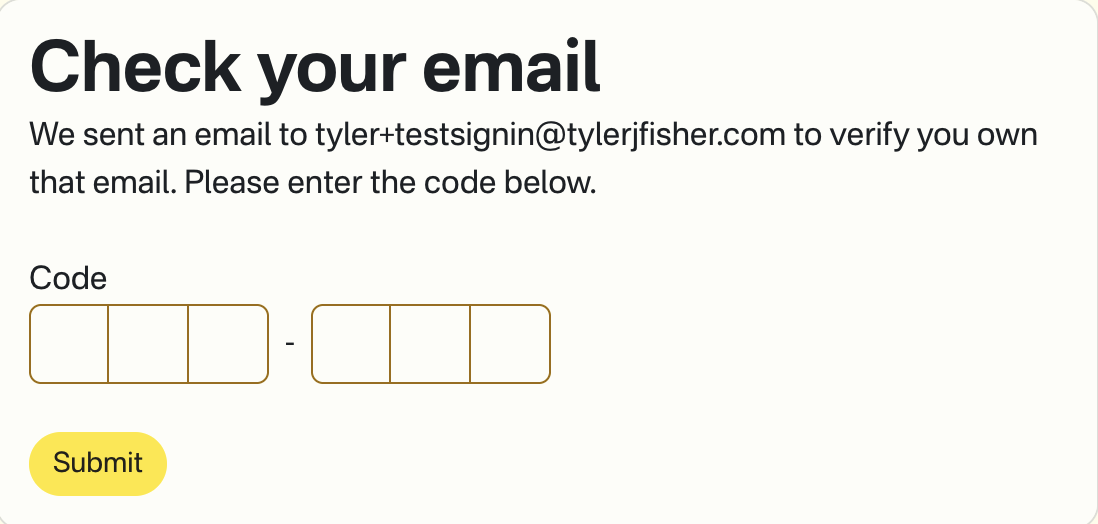 Check your email
We sent an email to tyler+testsignin@tylerjfisher.com to verify you own
that email. Please enter the code below.
Code
-
Submit